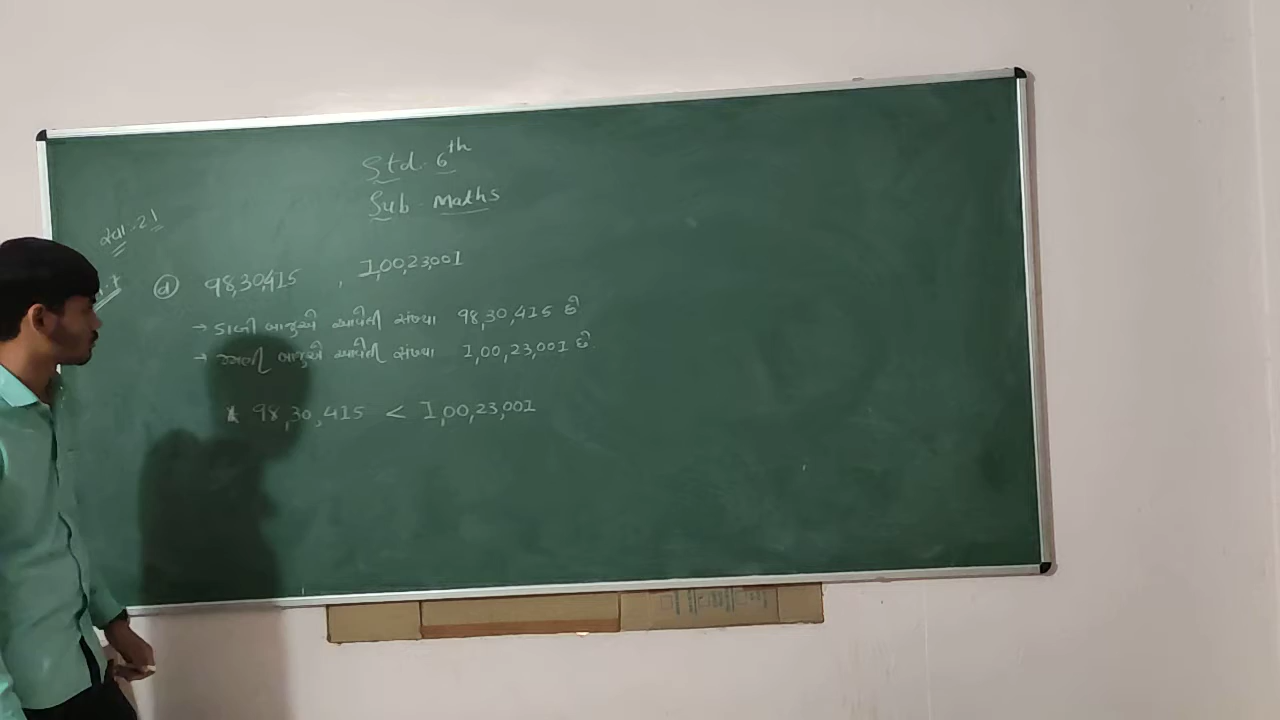 Std. 6th
Sub - Maths
સ્વા. 2!
(d) 98,30,415 , 1,00,23,001
→ ડાબી બાજુએ આપેલી સંખ્યા 98,30,415 છે
→ જમણી બાજુએ આપેલી સંખ્યા 1,00,23,001 છે.
* 98,30,415 < 1,00,23,001